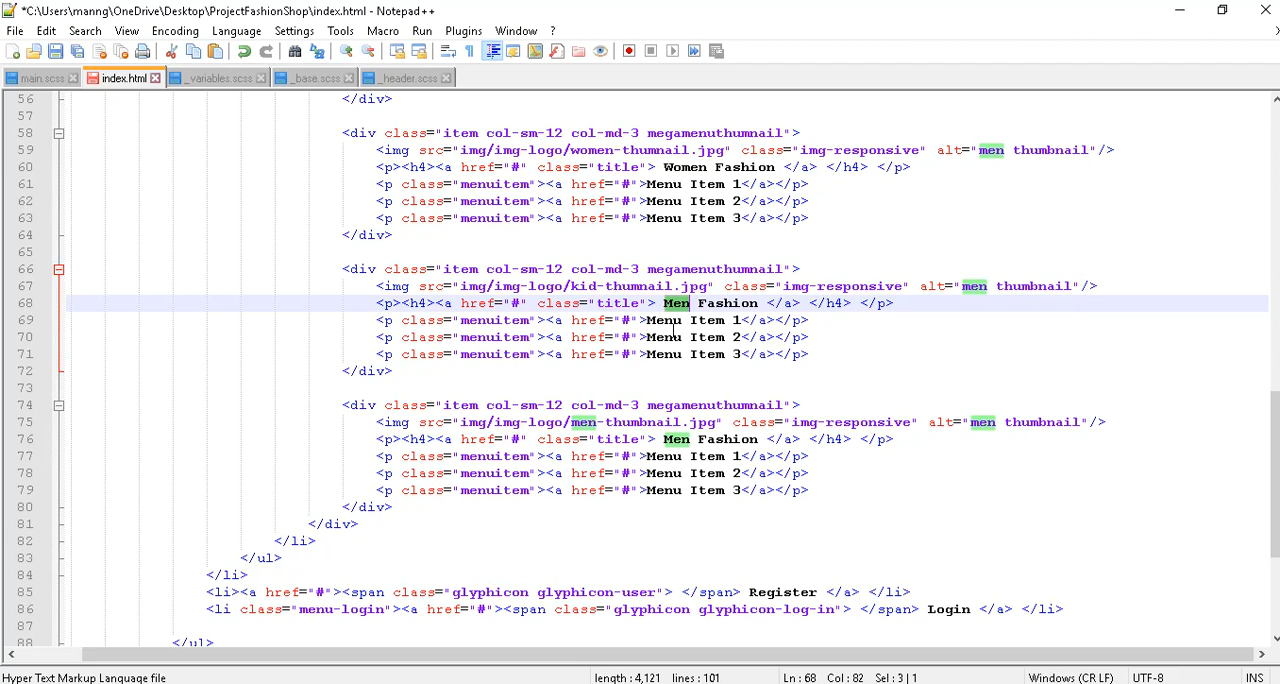 *C:\Users\manng\OneDrive\Desktop\ProjectFashionShop\index.html - Notepad++
File Edit Search View Encoding Language Settings Tools Macro Run Plugins Window ?
main.scss index.html _variables.scss _base.scss _header.scss
56 </div>
57
58 <div class="item col-sm-12 col-md-3 megamenuthumnail">
59 <img src="img/img-logo/women-thumnail.jpg" class="img-responsive" alt="men thumbnail"/>
60 <p><h4><a href="#" class="title"> Women Fashion </a> </h4> </p>
61 <p class="menuitem"><a href="#">Menu Item 1</a></p>
62 <p class="menuitem"><a href="#">Menu Item 2</a></p>
63 <p class="menuitem"><a href="#">Menu Item 3</a></p>
64 </div>
65
66 <div class="item col-sm-12 col-md-3 megamenuthumnail">
67 <img src="img/img-logo/kid-thumnail.jpg" class="img-responsive" alt="men thumbnail"/>
68 <p><h4><a href="#" class="title"> Men Fashion </a> </h4> </p>
69 <p class="menuitem"><a href="#">Menu Item 1</a></p>
70 <p class="menuitem"><a href="#">Menu Item 2</a></p>
71 <p class="menuitem"><a href="#">Menu Item 3</a></p>
72 </div>
73
74 <div class="item col-sm-12 col-md-3 megamenuthumnail">
75 <img src="img/img-logo/men-thumbnail.jpg" class="img-responsive" alt="men thumbnail"/>
76 <p><h4><a href="#" class="title"> Men Fashion </a> </h4> </p>
77 <p class="menuitem"><a href="#">Menu Item 1</a></p>
78 <p class="menuitem"><a href="#">Menu Item 2</a></p>
79 <p class="menuitem"><a href="#">Menu Item 3</a></p>
80 </div>
81 </div>
82 </li>
83 </ul>
84 </li>
85 <li><a href="#"><span class="glyphicon glyphicon-user"> </span> Register </a> </li>
86 <li class="menu-login"><a href="#"><span class="glyphicon glyphicon-log-in"> </span> Login </a> </li>
87
88 </ul>
Hyper Text Markup Language file length : 4,121 lines : 101 Ln : 68 Col : 82 Sel : 3 | 1 Windows (CR LF) UTF-8 INS